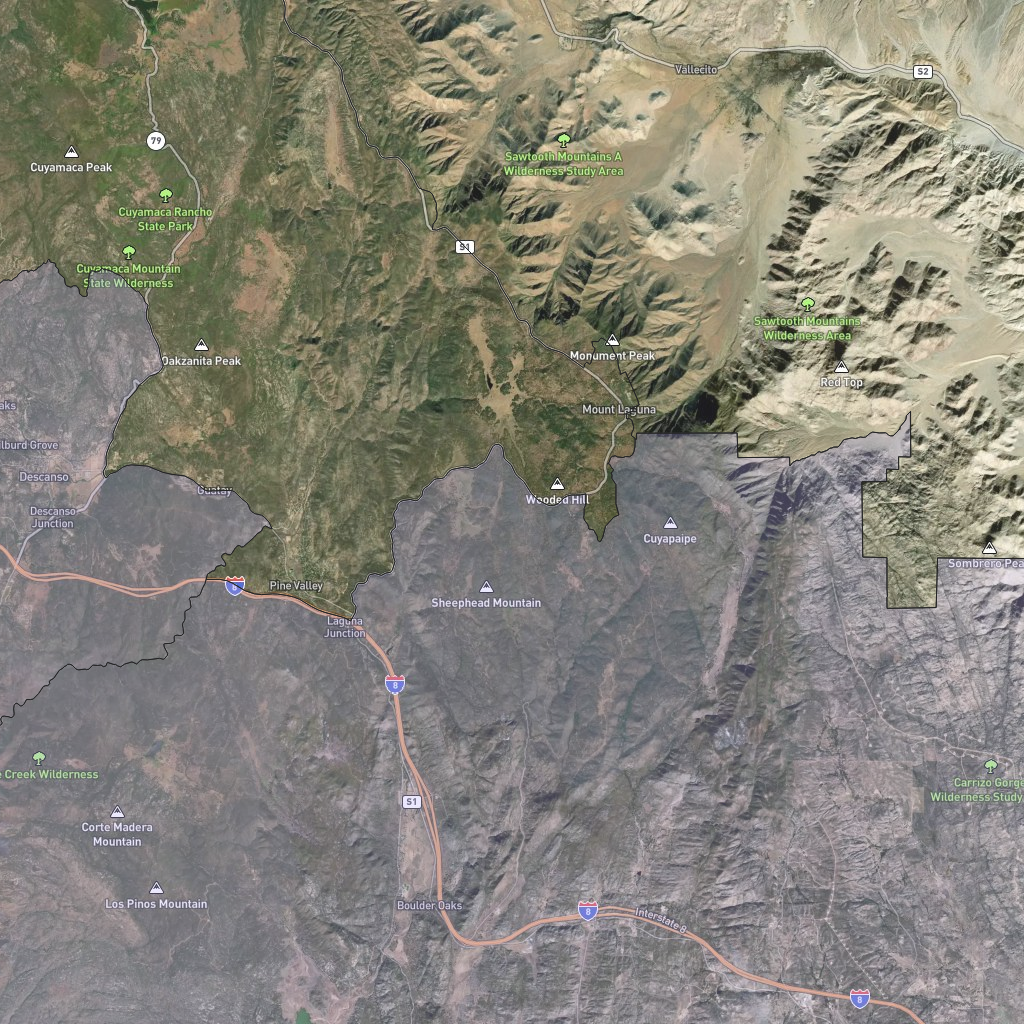 Vallecito
S2
79
Sawtooth Mountains A
Wilderness Study Area
Cuyamaca Peak
Cuyamaca Rancho
State Park
S1
Cuyamaca Mountain
State Wilderness
Sawtooth Mountains
Wilderness Area
Oakzanita Peak
Monument Peak
Red Top
aks
Mount Laguna
lburd Grove
Descanso
Guatay
Wooded Hill
Descanso
Junction
Cuyapaipe
Sombrero Pea
8
Pine Valley
Sheephead Mountain
Laguna
Junction
8
e Creek Wilderness
Carrizo Gorge
Wilderness Study
S1
Corte Madera
Mountain
Los Pinos Mountain
Boulder Oaks
8
Interstate 8
8